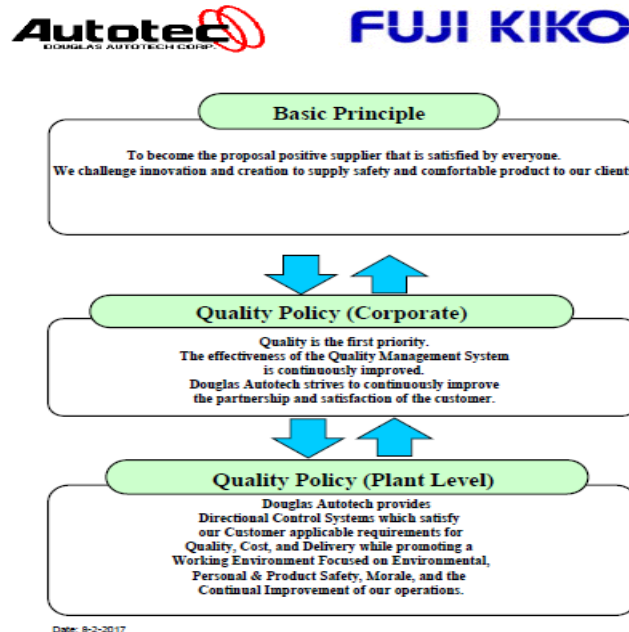 Autotec
DOUGLAS AUTOTECH CORP.
FUJI KIKO
Basic Principle
To become the proposal positive supplier that is satisfied by everyone.
We challenge innovation and creation to supply safety and comfortable product to our client
Quality Policy (Corporate)
Quality is the first priority.
The effectiveness of the Quality Management System
is continuously improved.
Douglas Autotech strives to continuously improve
the partnership and satisfaction of the customer.
Quality Policy (Plant Level)
Douglas Autotech provides
Directional Control Systems which satisfy
our Customer applicable requirements for
Quality, Cost, and Delivery while promoting a
Working Environment Focused on Environmental,
Personal & Product Safety, Morale, and the
Continual Improvement of our operations.
Date: 8-2-2017